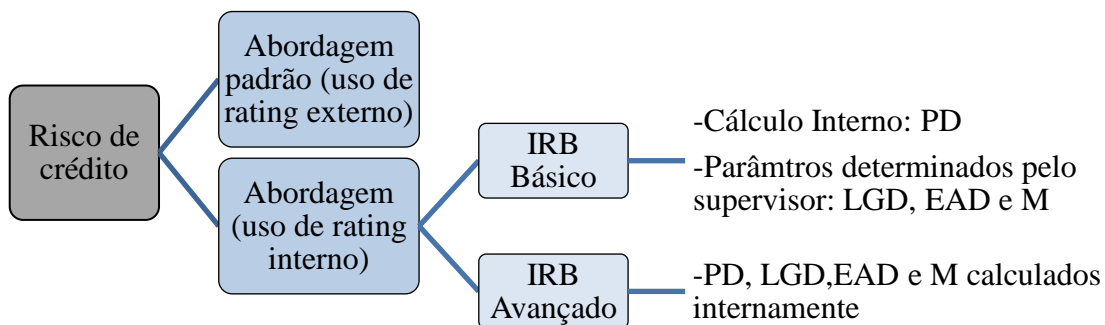 Risco de
crédito
Abordagem
padrão (uso de
rating externo)
Abordagem
(uso de rating
interno)
IRB
Básico
-Cálculo Interno: PD
-Parâmtros determinados pelo
supervisor: LGD, EAD e M
IRB
Avançado
-PD, LGD,EAD e M calculados
internamente